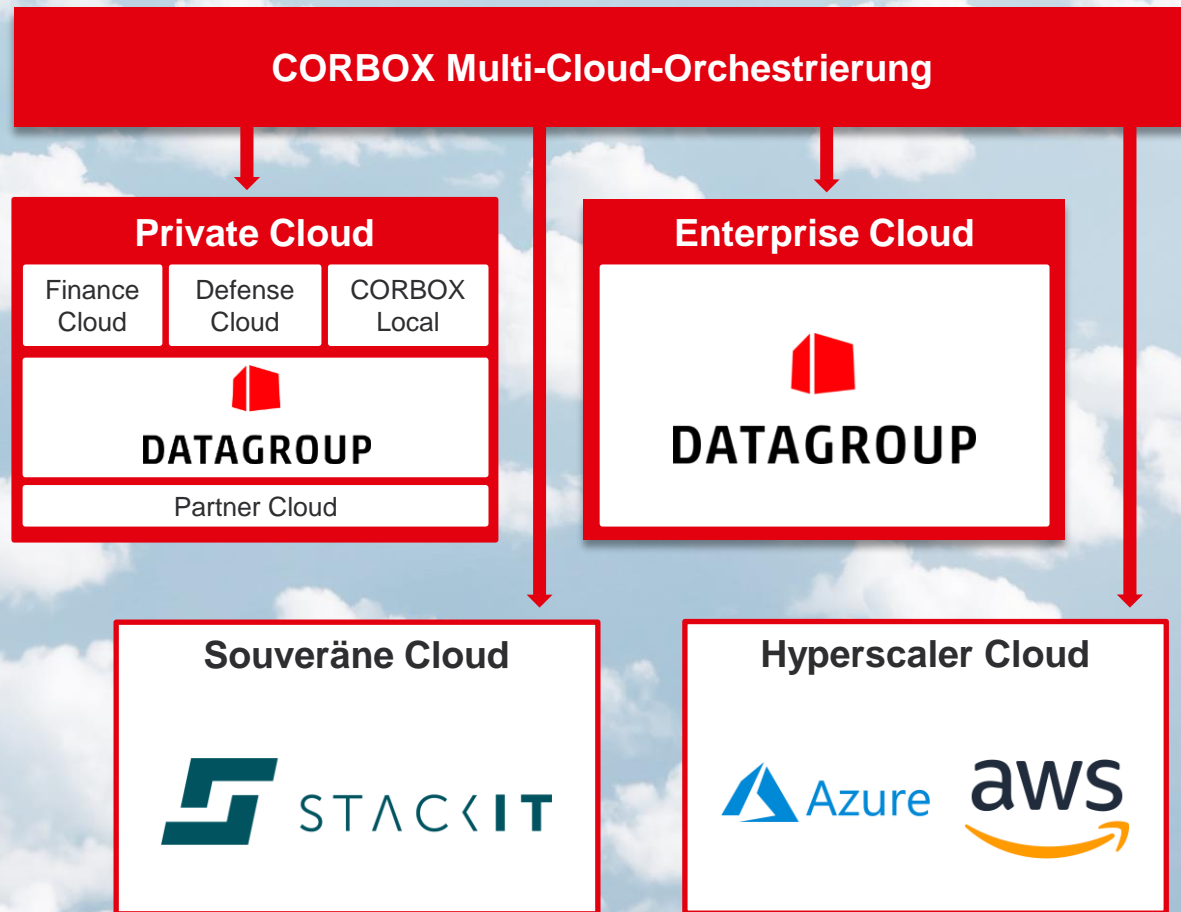 CORBOX Multi-Cloud-Orchestrierung
Private Cloud
Finance
Cloud
Defense
Cloud
CORBOX
Local
DATAGROUP
Partner Cloud
Enterprise Cloud
DATAGROUP
Souveräne Cloud
STACKIT
Hyperscaler Cloud
Azure
aws